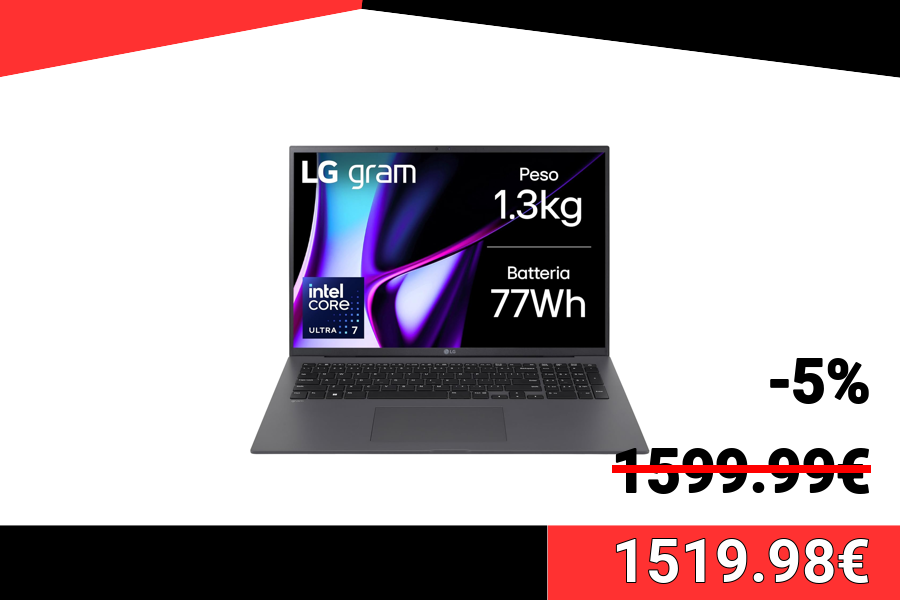 LG gram
Peso
1.3kg
Batteria
77Wh
intel
CORE
ULTRA 7
LG
-5%
1599.99€
1519.98€